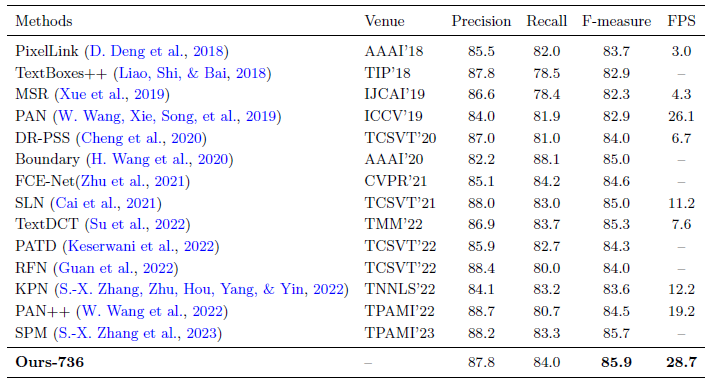 Methods Venue Precision Recall F-measure FPS
PixelLink (D. Deng et al., 2018) AAAI'18 85.5 82.0 83.7 3.0
TextBoxes++ (Liao, Shi, & Bai, 2018) TIP'18 87.8 78.5 82.9 –
MSR (Xue et al., 2019) IJCAI'19 86.6 78.4 82.3 4.3
PAN (W. Wang, Xie, Song, et al., 2019) ICCV'19 84.0 81.9 82.9 26.1
DR-PSS (Cheng et al., 2020) TCSVT'20 87.0 81.0 84.0 6.7
Boundary (H. Wang et al., 2020) AAAI'20 82.2 88.1 85.0 –
FCE-Net(Zhu et al., 2021) CVPR'21 85.1 84.2 84.6 –
SLN (Cai et al., 2021) TCSVT'21 88.0 83.0 85.0 11.2
TextDCT (Su et al., 2022) TMM'22 86.9 83.7 85.3 7.6
PATD (Keserwani et al., 2022) TCSVT'22 85.9 82.7 84.3 –
RFN (Guan et al., 2022) TCSVT'22 88.4 80.0 84.0 –
KPN (S.-X. Zhang, Zhu, Hou, Yang, & Yin, 2022) TNNLS'22 84.1 83.2 83.6 12.2
PAN++ (W. Wang et al., 2022) TPAMI'22 88.7 80.7 84.5 19.2
SPM (S.-X. Zhang et al., 2023) TPAMI'23 88.2 83.3 85.7 –
Ours-736 – 87.8 84.0 85.9 28.7